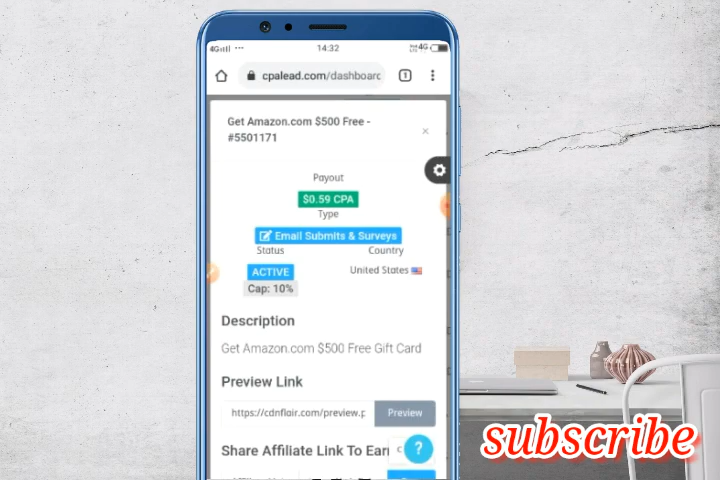 4G
14:32
4G
cpalead.com/dashboarc
1
Get Amazon.com $500 Free -
#5501171
×
Payout
$0.59 CPA
Type
Email Submits & Surveys
Status
Country
ACTIVE
United States
Cap: 10%
Description
Get Amazon.com $500 Free Gift Card
Preview Link
https://cdnflair.com/preview.p
Preview
Share Affiliate Link To Earn
?
subscribe